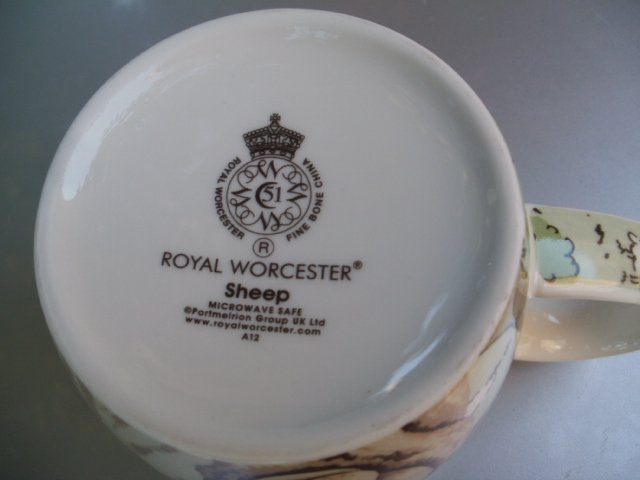 ROYAL WORCESTER
FINE BONE CHINA
51
®
ROYAL WORCESTER®
Sheep
MICROWAVE SAFE
©Portmeirion Group UK Ltd
www.royalworcester.com
A12